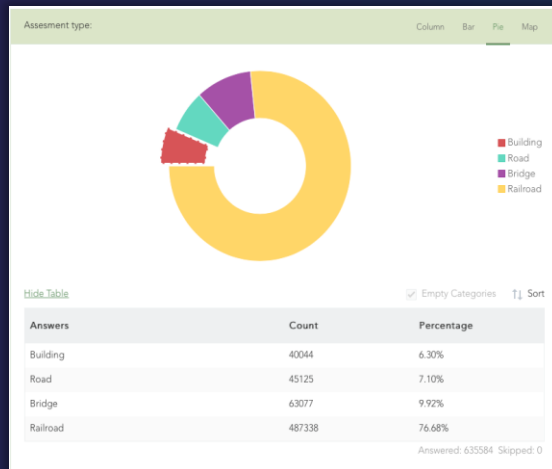 Assesment type:
Column Bar Pie Map
Building
Road
Bridge
Railroad
Hide Table
Empty Categories Sort
Answers Count Percentage
Building 40044 6.30%
Road 45125 7.10%
Bridge 63077 9.92%
Railroad 487338 76.68%
Answered: 635584 Skipped: 0